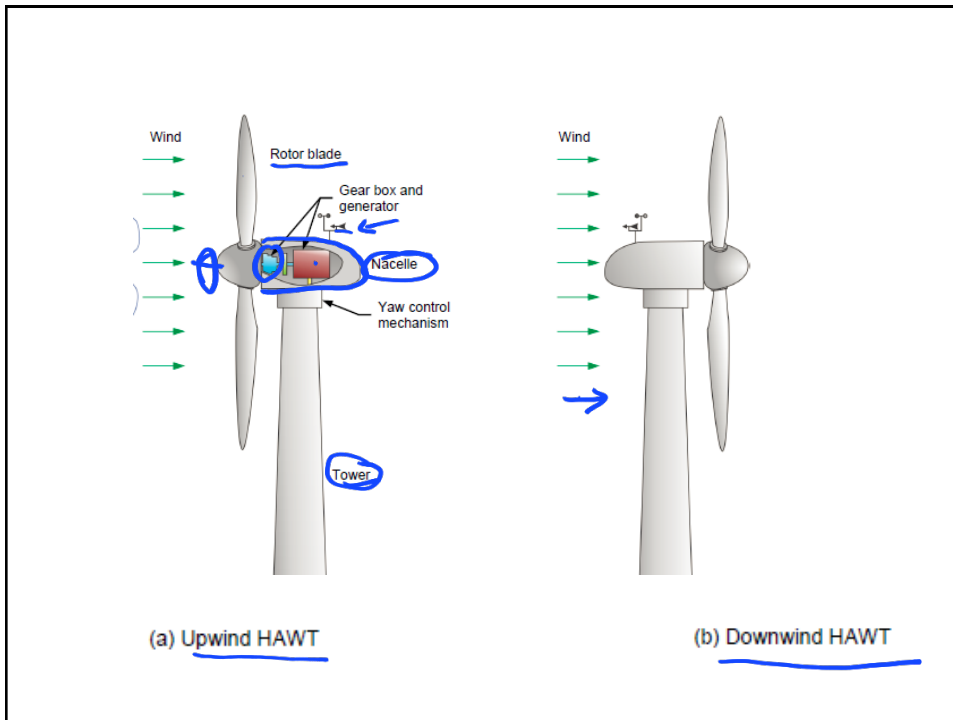 Wind
Rotor blade
Gear box and
generator
Nacelle
Yaw control
mechanism
Tower
(a) Upwind HAWT
Wind
(b) Downwind HAWT